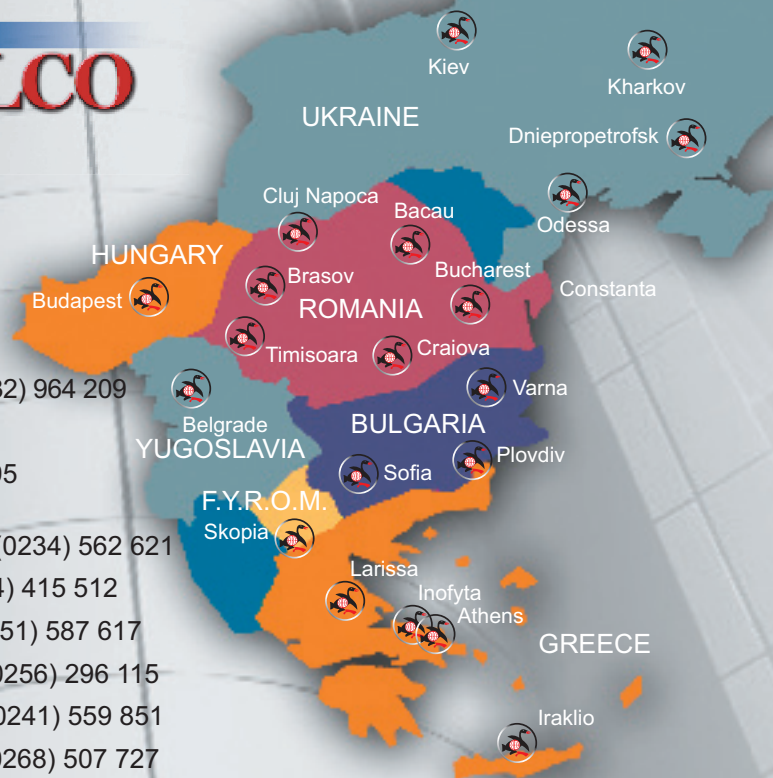 LCO
Kiev
Kharkov
UKRAINE
Dniepropetrofsk
Cluj Napoca
Bacau
Odessa
HUNGARY
Brasov
Bucharest
Constanta
Budapest
ROMANIA
Timisoara
Craiova
32) 964 209
Varna
Belgrade
BULGARIA
YUGOSLAVIA
Plovdiv
95
Sofia
F.Y.R.O.M.
Skopia
(0234) 562 621
Larissa
4) 415 512
Inofyta
Athens
51) 587 617
GREECE
0256) 296 115
Iraklio
0241) 559 851
0268) 507 727